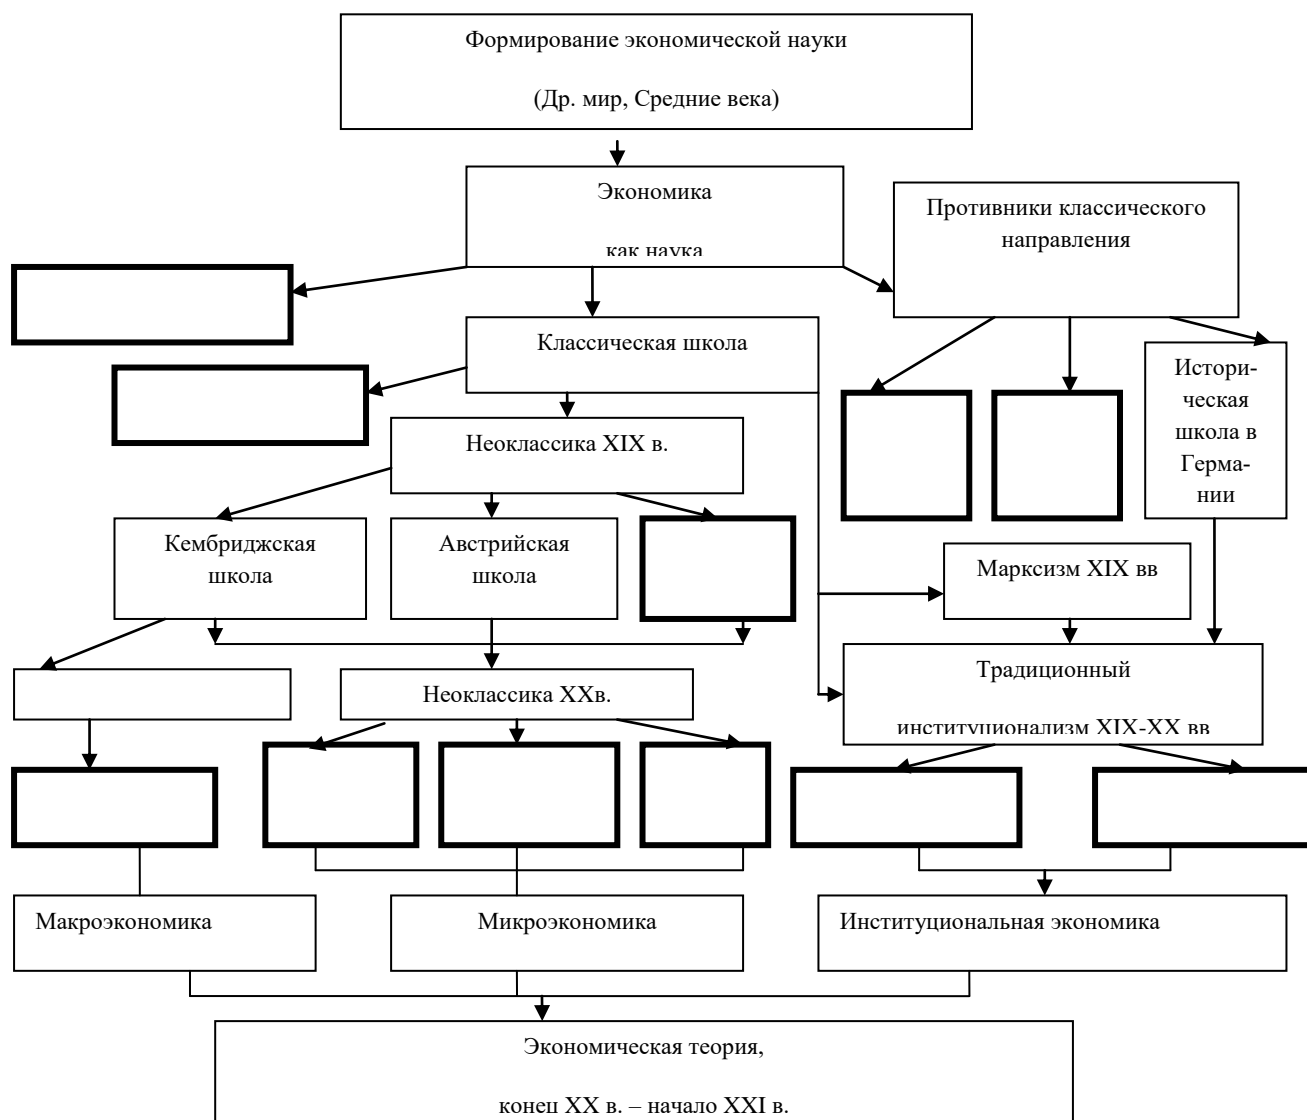 Формирование экономической науки
(Др. мир, Средние века)
Экономика
как наука
Противники классического
направления
Классическая школа
Истори-
ческая
школа в
Герма-
нии
Неоклассика XIX в.
Кембриджская
школа
Австрийская
школа
Марксизм XIX вв
Неоклассика XXв.
Традиционный
институционализм XIX-XX вв
Макроэкономика
Микроэкономика
Институциональная экономика
Экономическая теория,
конец XX в. – начало XXI в.